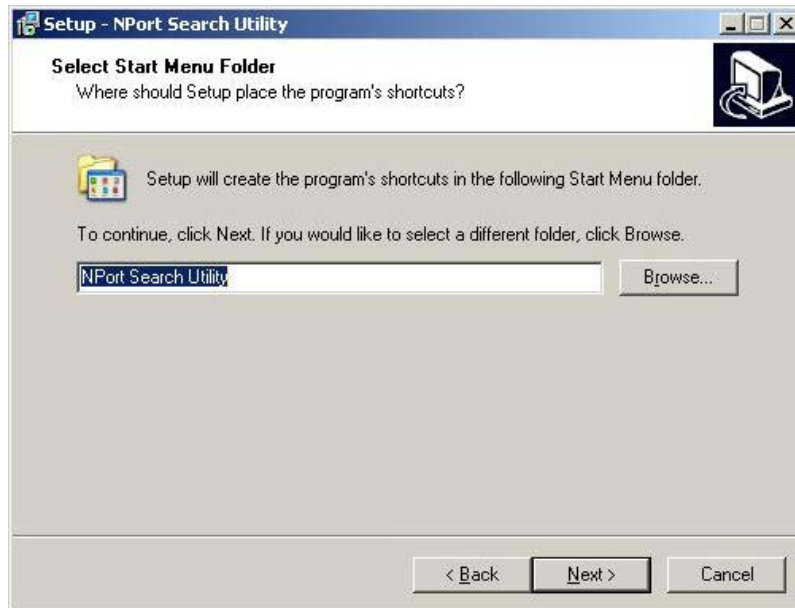 Setup - NPort Search Utility
Select Start Menu Folder
Where should Setup place the program's shortcuts?
Setup will create the program's shortcuts in the following Start Menu folder.
To continue, click Next. If you would like to select a different folder, click Browse.
NPort Search Utility
Browse...
< Back
Next >
Cancel